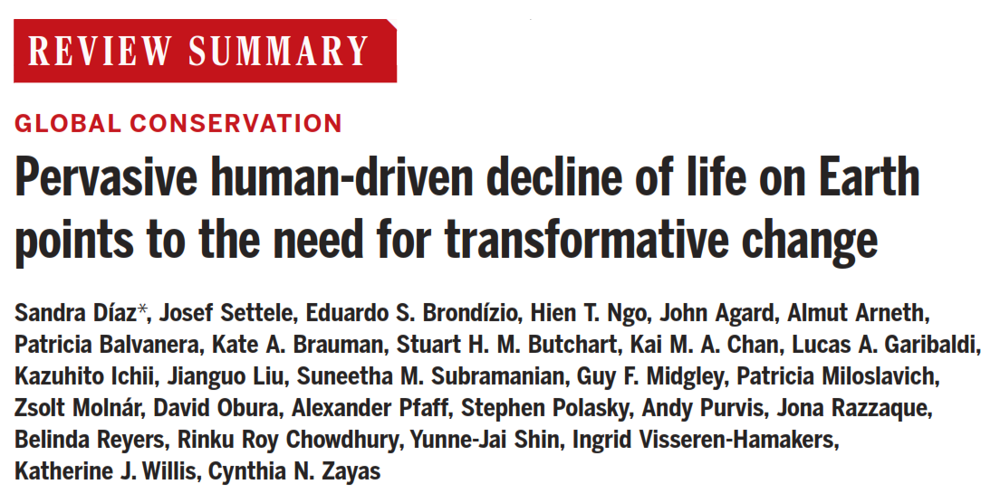 REVIEW SUMMARY
GLOBAL CONSERVATION
Pervasive human-driven decline of life on Earth
points to the need for transformative change
Sandra Díaz*, Josef Settele, Eduardo S. Brondízio, Hien T. Ngo, John Agard, Almut Arneth,
Patricia Balvanera, Kate A. Brauman, Stuart H. M. Butchart, Kai M. A. Chan, Lucas A. Garibaldi,
Kazuhito Ichii, Jianguo Liu, Suneetha M. Subramanian, Guy F. Midgley, Patricia Miloslavich,
Zsolt Molnár, David Obura, Alexander Pfaff, Stephen Polasky, Andy Purvis, Jona Razzaque,
Belinda Reyers, Rinku Roy Chowdhury, Yunne-Jai Shin, Ingrid Visseren-Hamakers,
Katherine J. Willis, Cynthia N. Zayas